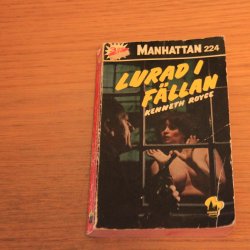 MANHATTAN 224
LURAD I
FÄLLAN
KENNETH ROYCE